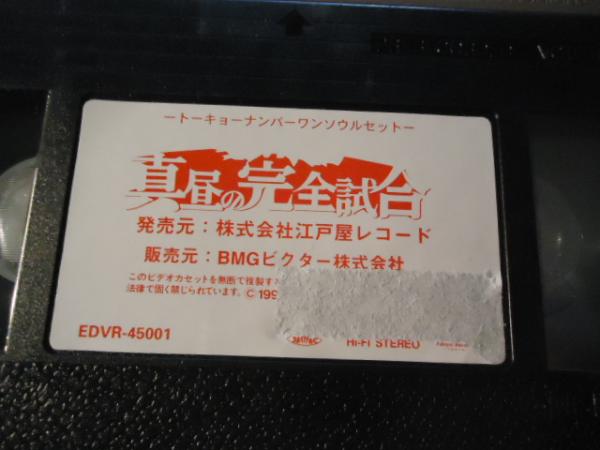 ートーキョーナンバーワンソウルセットー
真昼の完全試合
発売元：株式会社江戸屋レコード
販売元：BMGビクター株式会社
このビデオカセットを無断で複製す
法律で固く禁じられています。Ⓒ199
EDVR-45001
HI-FI STEREO